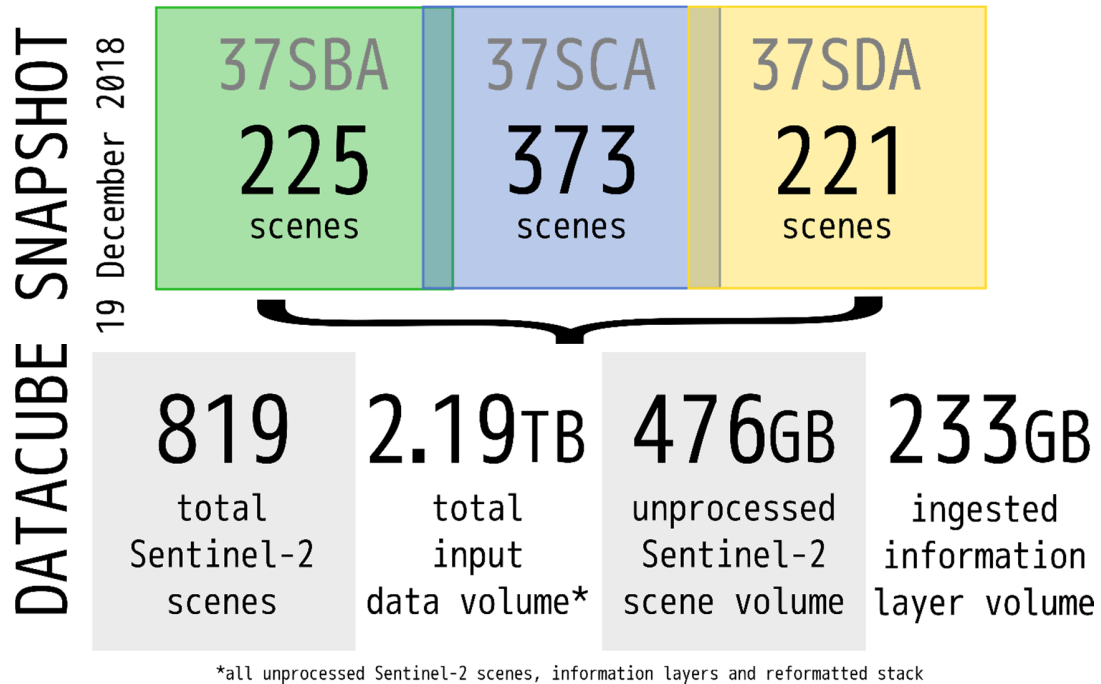 DATACUBE SNAPSHOT
19 December 2018
37SBA
225
scenes
37SCA
373
scenes
37SDA
221
scenes
819
total
Sentinel-2
scenes
2.19TB
total
input
data volume*
476GB
unprocessed
Sentinel-2
scene volume
233GB
ingested
information
layer volume
*all unprocessed Sentinel-2 scenes, information layers and reformatted stack